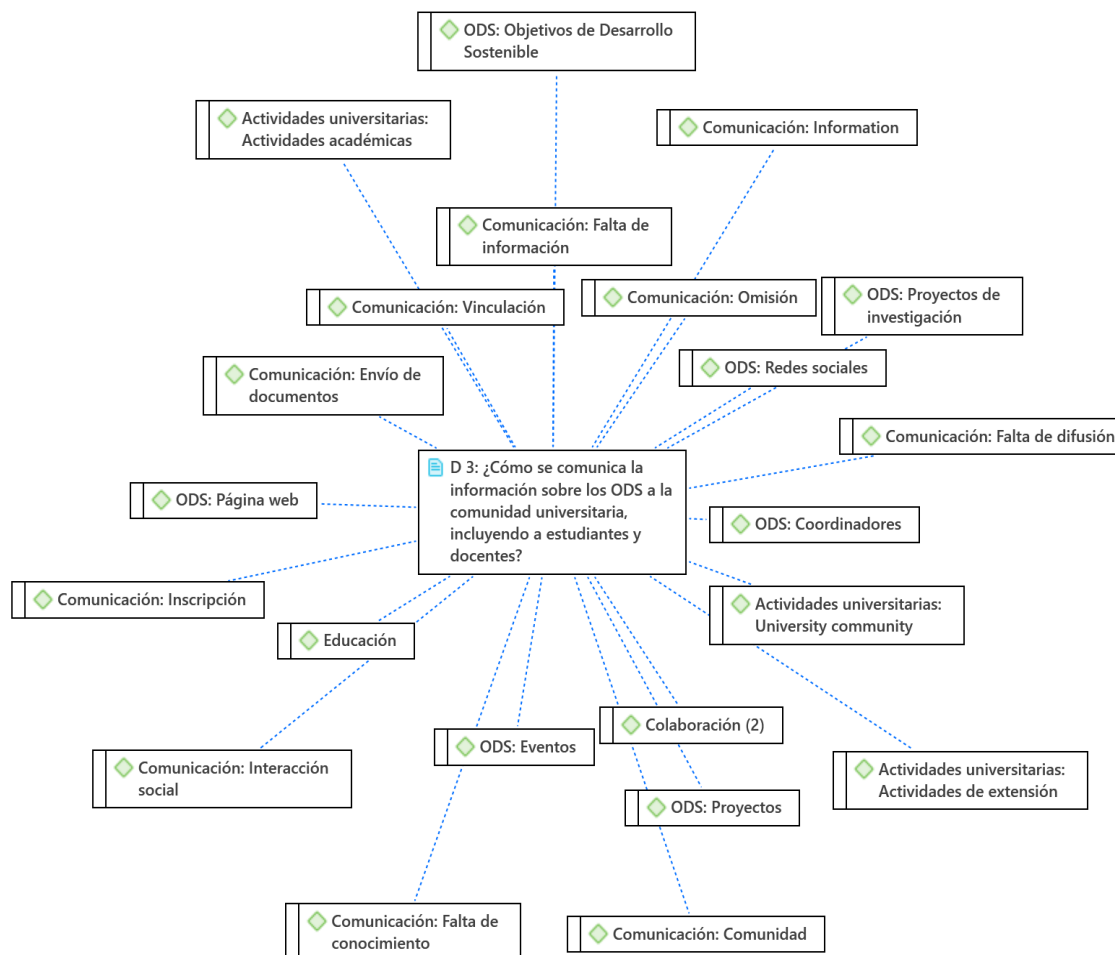 ODS: Objetivos de Desarrollo
Sostenible
Actividades universitarias:
Actividades académicas
Comunicación: Information
Comunicación: Falta de
información
Comunicación: Vinculación
Comunicación: Omisión
ODS: Proyectos de
investigación
Comunicación: Envío de
documentos
ODS: Redes sociales
Comunicación: Falta de difusión
D 3: ¿Cómo se comunica la
información sobre los ODS a la
comunidad universitaria,
incluyendo a estudiantes y
docentes?
ODS: Página web
ODS: Coordinadores
Comunicación: Inscripción
Actividades universitarias:
University community
Educación
Colaboración (2)
ODS: Eventos
Comunicación: Interacción
social
Actividades universitarias:
Actividades de extensión
ODS: Proyectos
Comunicación: Falta de
conocimiento
Comunicación: Comunidad